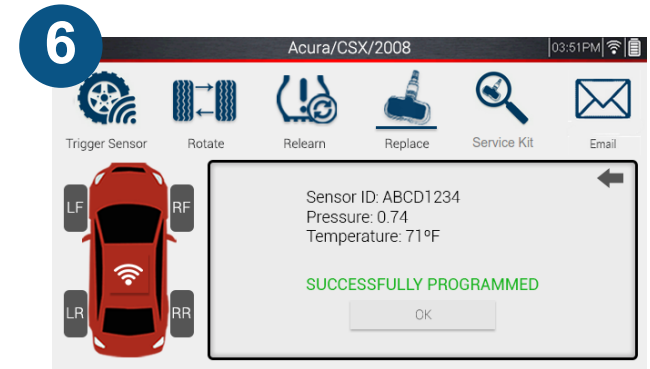 6
Acura/CSX/2008
03:51PM
Trigger Sensor
Rotate
Relearn
Replace
Service Kit
Email
LF
RF
LR
RR
Sensor ID: ABCD1234
Pressure: 0.74
Temperature: 71ºF
SUCCESSFULLY PROGRAMMED
OK